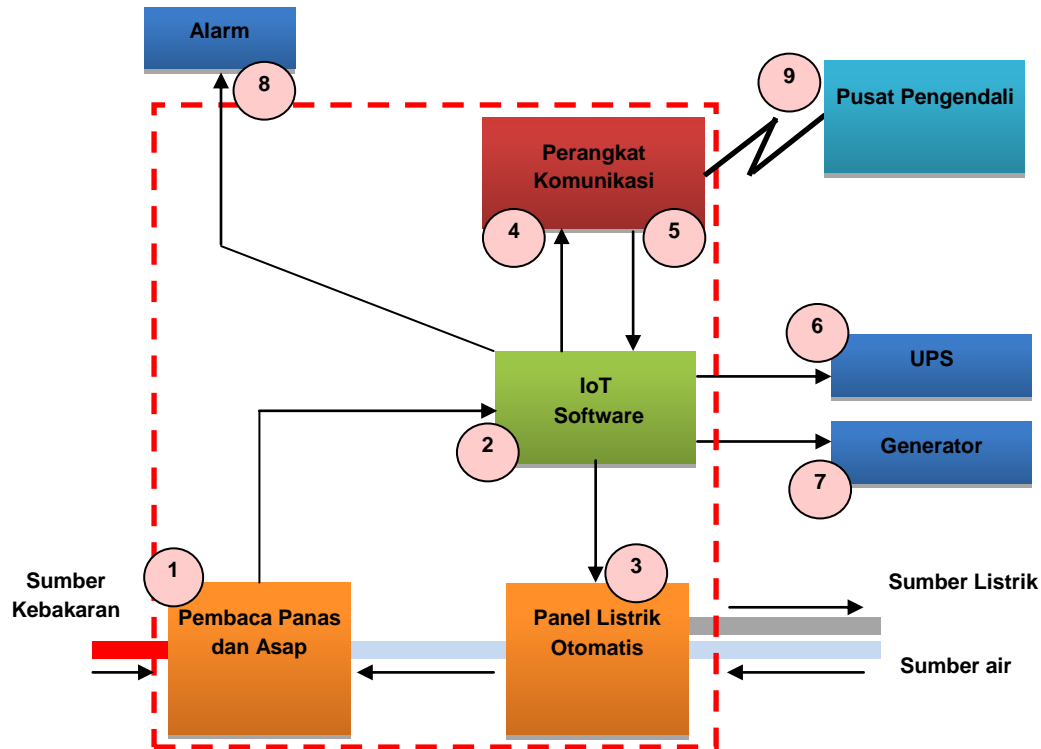 Alarm
8
9
Pusat Pengendali
Perangkat
Komunikasi
4
5
6
UPS
IoT
Software
2
Generator
7
1
3
Sumber
Kebakaran
Pembaca Panas
dan Asap
Panel Listrik
Otomatis
Sumber Listrik
Sumber air